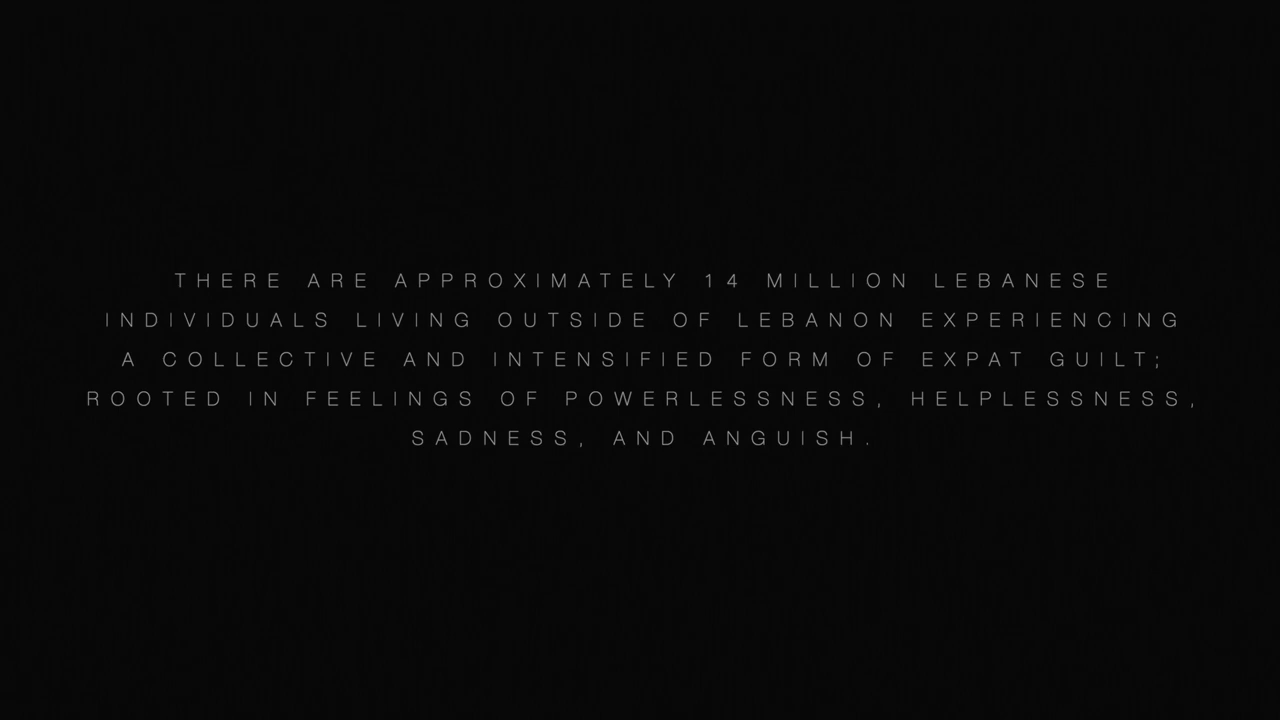 THERE ARE APPROXIMATELY 14 MILLION LEBANESE
INDIVIDUALS LIVING OUTSIDE OF LEBANON EXPERIENCING
A COLLECTIVE AND INTENSIFIED FORM OF EXPAT GUILT;
ROOTED IN FEELINGS OF POWERLESSNESS, HELPLESSNESS,
SADNESS, AND ANGUISH.